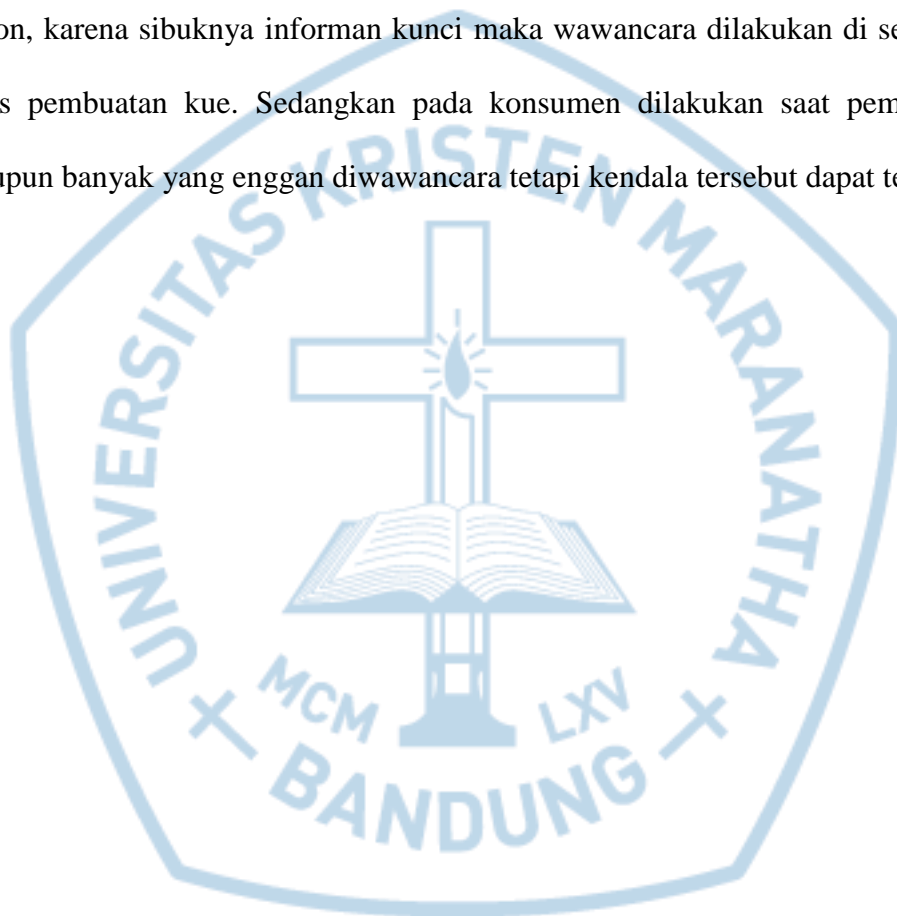 on, karena sibuknya informan kunci maka wawancara dilakukan di se
s pembuatan kue. Sedangkan pada konsumen dilakukan saat pem
upun banyak yang enggan diwawancara tetapi kendala tersebut dapat te
UNIVERSITAS KRISTEN MARANATHA
MCM LXV
BANDUNG